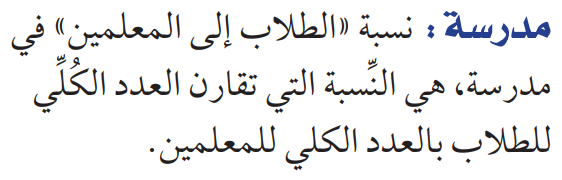 مدرسة : نسبة «الطلاب إلى المعلمين» في
مدرسة، هي النِّسبة التي تقارن العدد الكُلِّي
للطلاب بالعدد الكلي للمعلمين.